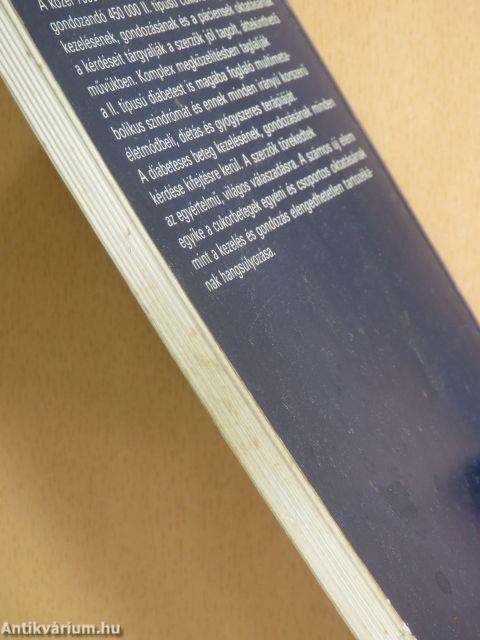 A közel
gondozandó 450 000 II. típusú
kezelésének, gondozásának és a páciensek oktatásának
a kérdéseit tárgyalják a szerzők jól tagolt, áttekinthető
művükben. Komplex megközelítésben taglalják
a II. típusú diabetest is magába foglaló multimeta-
bolikus szindrómát és ennek minden irányú korszerű
életmódbeli, diétás és gyógyszeres terápiáját.
A diabeteses beteg kezelésének, gondozásának minden
kérdése kifejtésre kerül. A szerzők törekedtek
az egyértelmű, világos válaszadásra. A számos új elem
egyike a cukorbetegek egyéni és csoportos oktatásának
mint a kezelés és gondozás elengedhetetlen tartozéká-
nak hangsúlyozása.
Antikvárium.hu